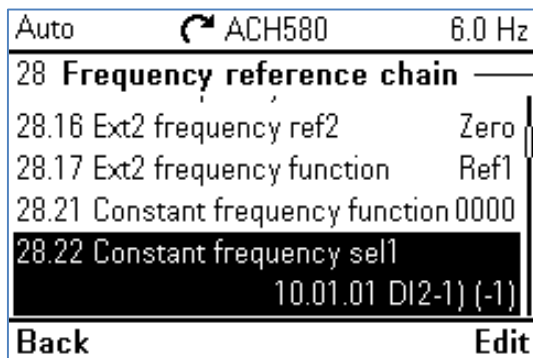 Auto ACH580 6.0 Hz
28 Frequency reference chain
28.16 Ext2 frequency ref2 Zero
28.17 Ext2 frequency function Ref1
28.21 Constant frequency function 0000
28.22 Constant frequency sel1
10.01.01 DI2-1) (-1)
Back Edit